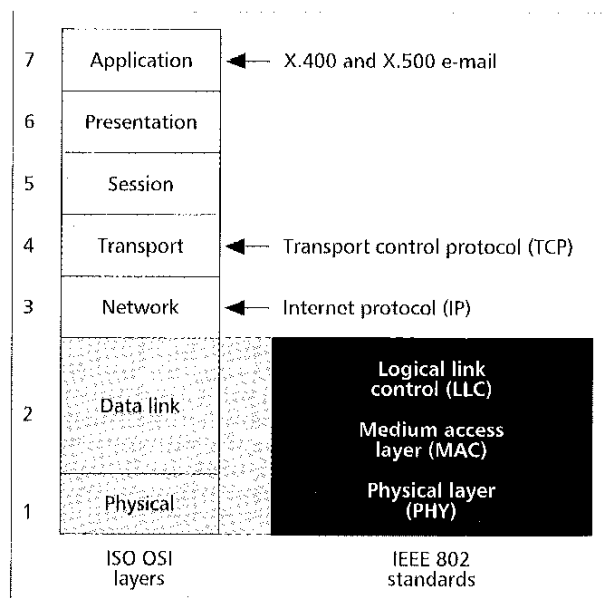 7 Application X.400 and X.500 e-mail
6 Presentation
5 Session
4 Transport Transport control protocol (TCP)
3 Network Internet protocol (IP)
Logical link
control (LLC)
2 Data link
Medium access
layer (MAC)
1 Physical Physical layer
(PHY)
ISO OSI
layers
IEEE 802
standards